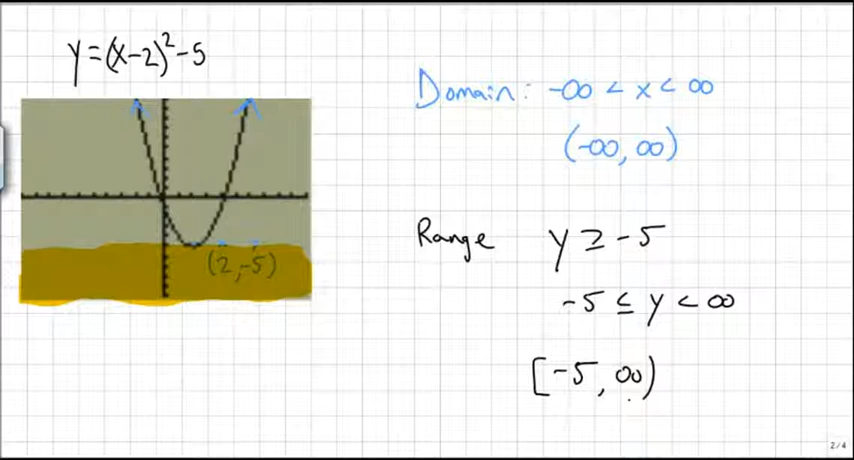 y = (x-2)² - 5
Domain: -∞ < x < ∞
(-∞, ∞)
Range y ≥ -5
(2, -5)
-5 ≤ y < ∞
[-5, ∞)
2/4